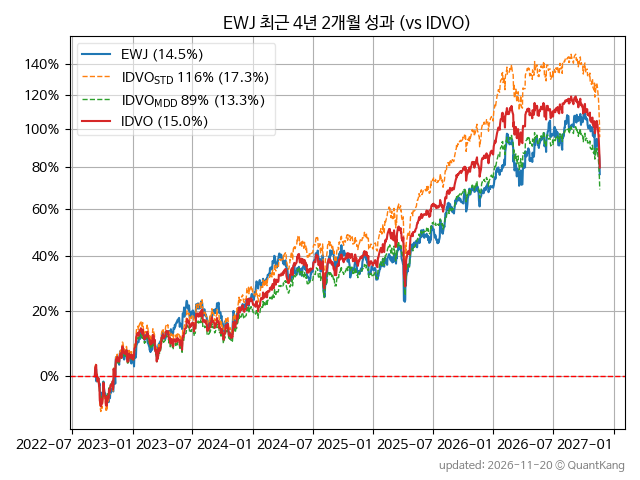 EWJ 최근 4년 2개월 성과 (vs IDVO)
EWJ (14.5%)
IDVO_STD 116% (17.3%)
IDVO_MDD 89% (13.3%)
IDVO (15.0%)
140%
120%
100%
80%
60%
40%
20%
0%
2022-07 2023-01 2023-07 2024-01 2024-07 2025-01 2025-07 2026-01 2026-07 2027-01
updated: 2026-11-20 © QuantKang